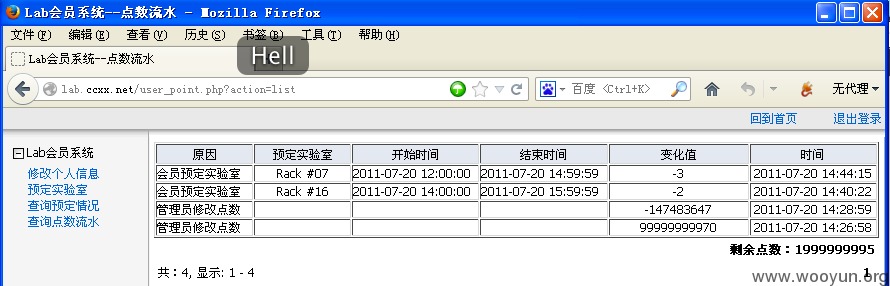 Lab会员系统--点数流水 - Mozilla Firefox
文件(F) 编辑(E) 查看(V) 历史(S) 书签(B) 工具(T) 帮助(H)
Hell
Lab会员系统--点数流水
lab.ccxx.net/user_point.php?action=list 百度 <Ctrl+K> 无代理
回到首页 退出登录
Lab会员系统
修改个人信息
预定实验室
查询预定情况
查询点数流水
原因 预定实验室 开始时间 结束时间 变化值 时间
会员预定实验室 Rack #07 2011-07-20 12:00:00 2011-07-20 14:59:59 -3 2011-07-20 14:44:15
会员预定实验室 Rack #16 2011-07-20 14:00:00 2011-07-20 15:59:59 -2 2011-07-20 14:40:22
管理员修改点数 -147483647 2011-07-20 14:28:59
管理员修改点数 99999999970 2011-07-20 14:26:58
剩余点数：1999999995
共：4, 显示: 1 - 4 1
www.wooyun.org